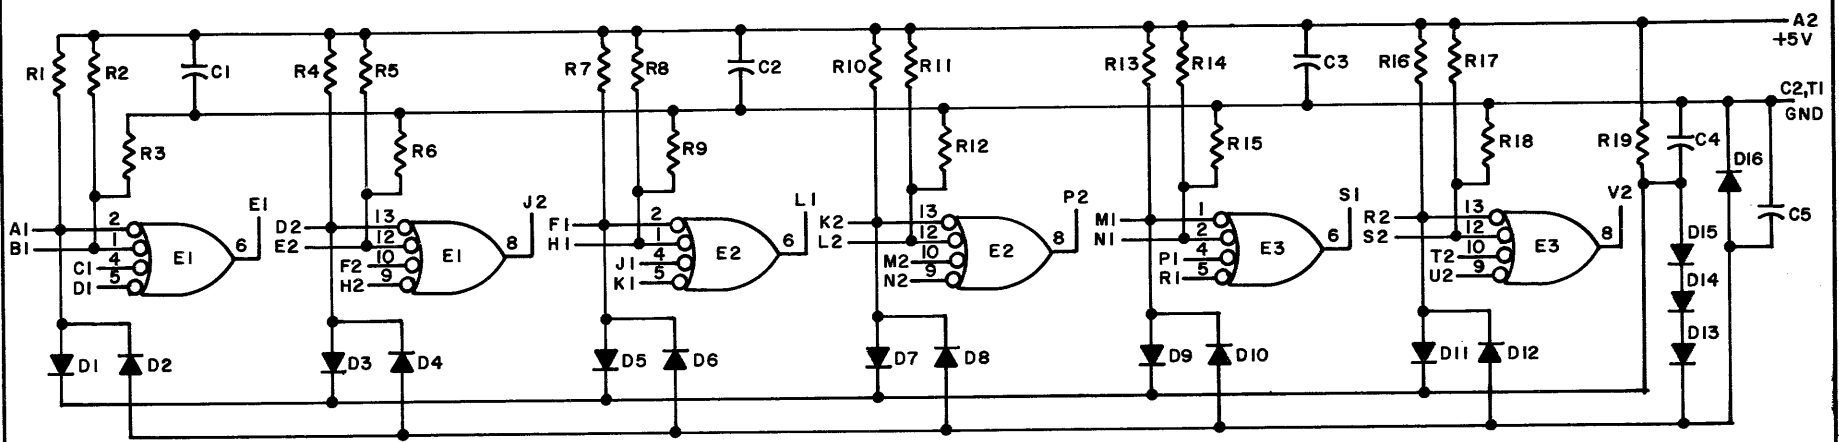 A2
+5V
R1
R2
C1
R4
R5
R7
R8
C2
R10
R11
R13
R14
C3
R16
R17
C2,T1
GND
R3
R6
R9
R12
R15
R18
R19
C4
D16
C5
A1
B1
C1
D1
2
1
4
5
E1
6
E1
D2
E2
F2
H2
13
12
10
9
E1
8
J2
F1
H1
J1
K1
2
1
4
5
E2
6
L1
K2
L2
M2
N2
13
12
10
9
E2
8
P2
M1
N1
P1
R1
1
2
4
5
E3
6
S1
R2
S2
T2
U2
13
12
10
9
E3
8
V2
D15
D14
D13
D1
D2
D3
D4
D5
D6
D7
D8
D9
D10
D11
D12